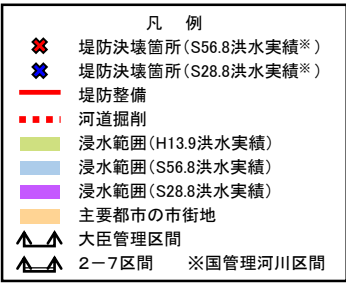 凡 例
堤防決壊箇所（S56.8洪水実績※）
堤防決壊箇所（S28.8洪水実績※）
堤防整備
河道掘削
浸水範囲（H13.9洪水実績）
浸水範囲（S56.8洪水実績）
浸水範囲（S28.8洪水実績）
主要都市の市街地
大臣管理区間
２－７区間 ※国管理河川区間